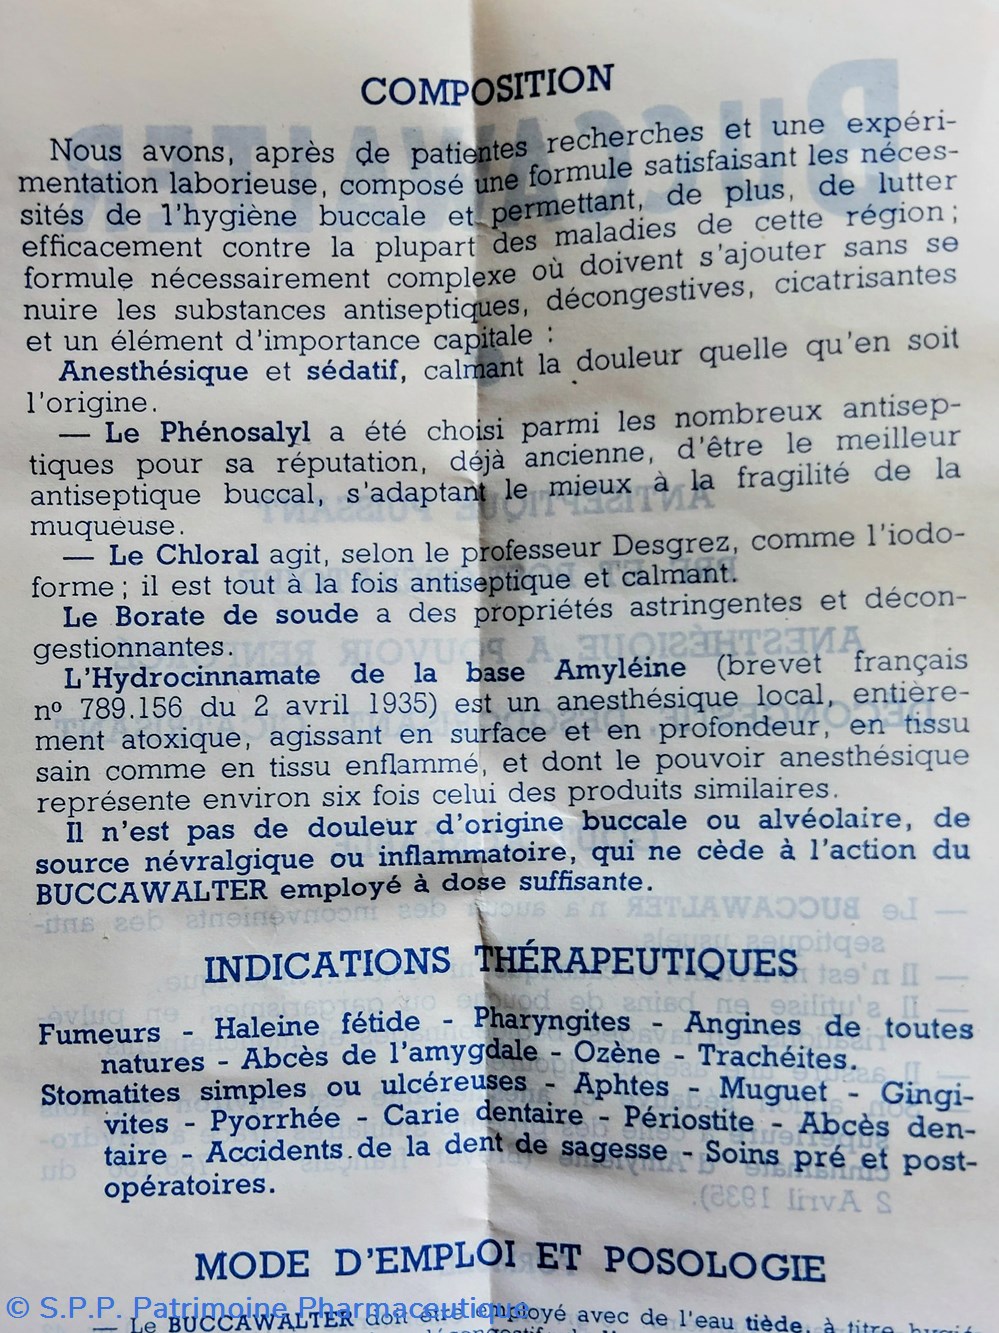 COMPOSITION
Nous avons, après de patientes recherches et une expéri-
mentation laborieuse, composé une formule satisfaisant les néces-
sités de l'hygiène buccale et permettant, de plus, de lutter
efficacement contre la plupart des maladies de cette région;
formule nécessairement complexe où doivent s'ajouter sans se
nuire les substances antiseptiques, décongestives, cicatrisantes
et un élément d'importance capitale :
Anesthésique et sédatif, calmant la douleur quelle qu'en soit
l'origine.
— Le Phénosalyl a été choisi parmi les nombreux antisep-
tiques pour sa réputation, déjà ancienne, d'être le meilleur
antiseptique buccal, s'adaptant le mieux à la fragilité de la
muqueuse.
— Le Chloral agit, selon le professeur Desgrez, comme l'iodo-
forme; il est tout à la fois antiseptique et calmant.
Le Borate de soude a des propriétés astringentes et décon-
gestionnantes.
L'Hydrocinnamate de la base Amyléine (brevet français
nº 789.156 du 2 avril 1935) est un anesthésique local, entière-
ment atoxique, agissant en surface et en profondeur, en tissu
sain comme en tissu enflammé, et dont le pouvoir anesthésique
représente environ six fois celui des produits similaires.
Il n'est pas de douleur d'origine buccale ou alvéolaire, de
source névralgique ou inflammatoire, qui ne cède à l'action du
BUCCAWALTER employé à dose suffisante.
INDICATIONS THÉRAPEUTIQUES
Fumeurs - Haleine fétide - Pharyngites - Angines de toutes
natures - Abcès de l'amygdale - Ozène - Trachéites.
Stomatites simples ou ulcéreuses - Aphtes - Muguet - Gingi-
vites - Pyorrhée - Carie dentaire - Périostite - Abcès den-
taire - Accidents de la dent de sagesse - Soins pré et post-
opératoires.
MODE D'EMPLOI ET POSOLOGIE
© S.P.P. Patrimoine Pharmaceutique
— Le BUCCAWALTER doit être employé avec de l'eau tiède, à titre